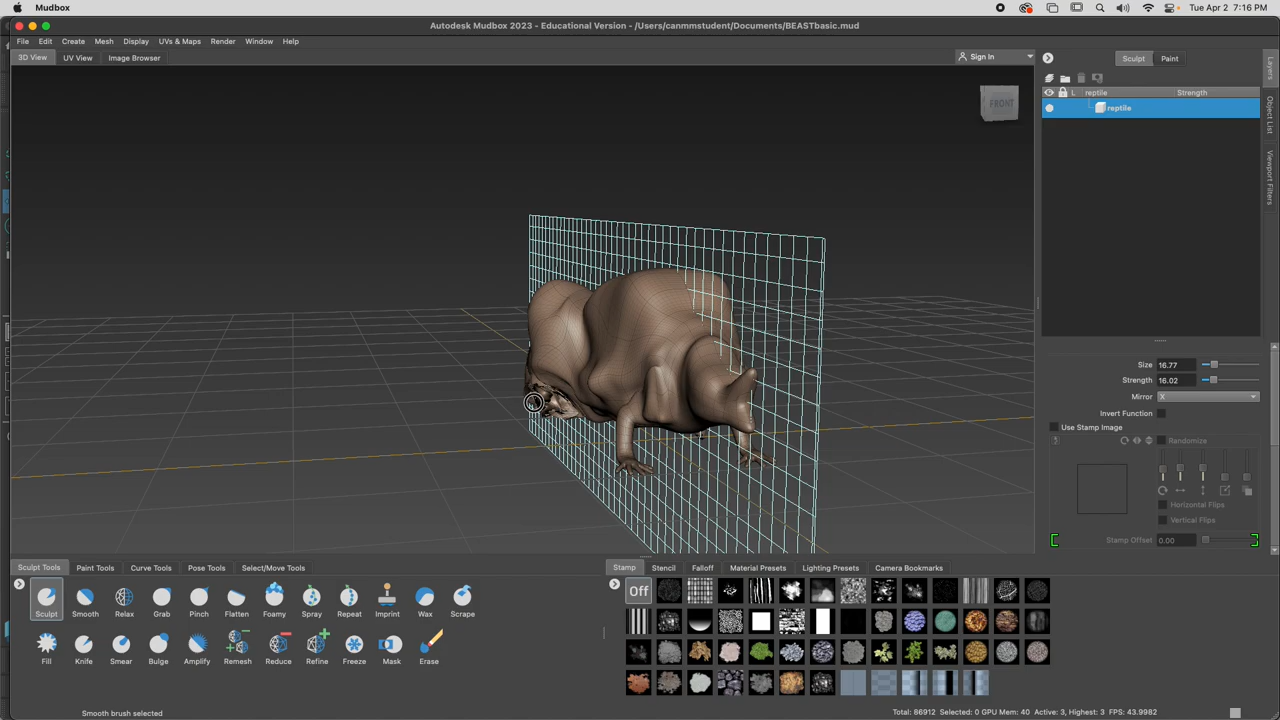 Mudbox
Tue Apr 2 7:16 PM
Autodesk Mudbox 2023 - Educational Version - /Users/canmmstudent/Documents/BEASTbasic.mud
File Edit Create Mesh Display UVs & Maps Render Window Help
3D View UV View Image Browser
Sign In
Sculpt Paint
L reptile Strength
reptile
Layers
Object List
Viewport Filters
FRONT
Size 16.77
Strength 16.02
Mirror X
Invert Function
Use Stamp Image
Randomize
Horizontal Flips
Vertical Flips
Stamp Offset 0.00
Sculpt Tools Paint Tools Curve Tools Pose Tools Select/Move Tools
Stamp Stencil Falloff Material Presets Lighting Presets Camera Bookmarks
Off
Sculpt Smooth Relax Grab Pinch Flatten Foamy Spray Repeat Imprint Wax Scrape
Fill Knife Smear Bulge Amplify Remesh Reduce Refine Freeze Mask Erase
Smooth brush selected
Total: 86912 Selected: 0 GPU Mem: 40 Active: 3, Highest: 3 FPS: 43.9982